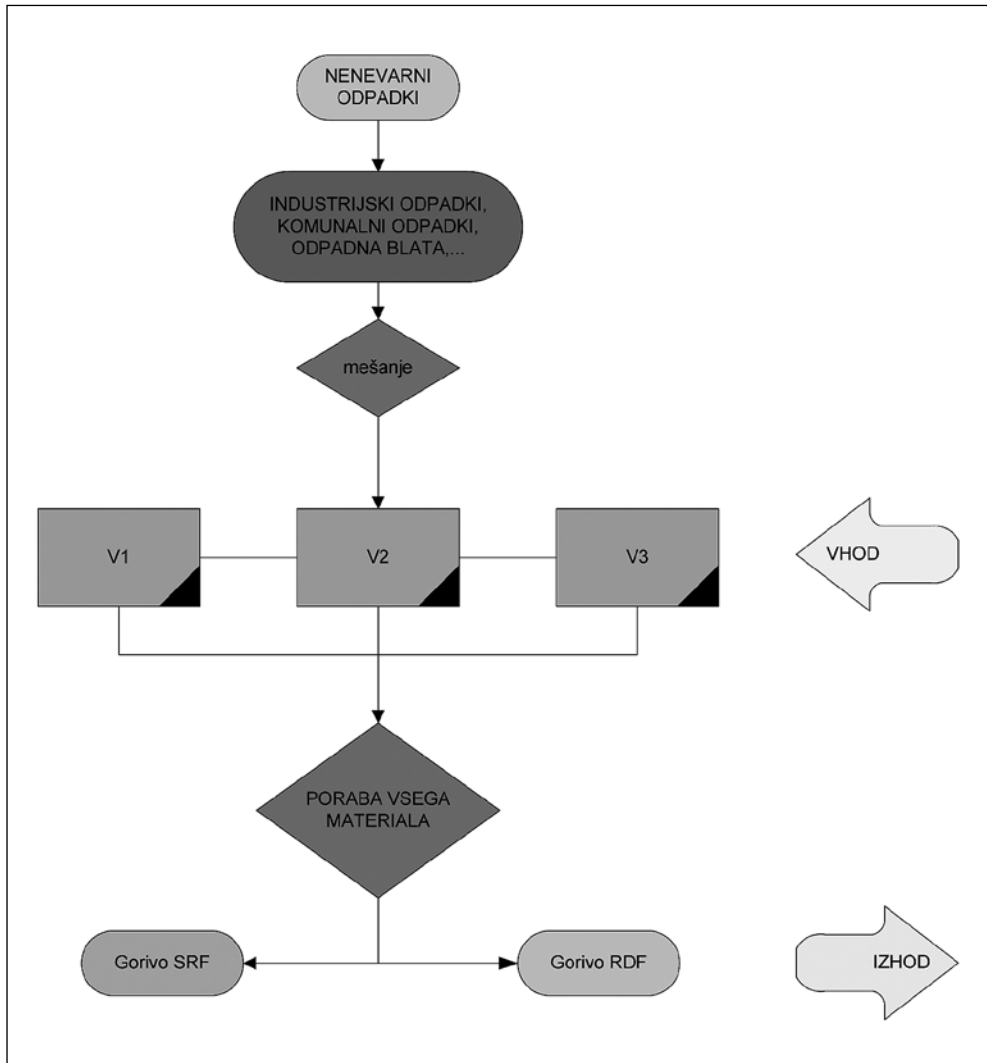 NENEVARNI
ODPADKI
INDUSTRIJSKI ODPADKI,
KOMUNALNI ODPADKI,
ODPADNA BLATA,...
mešanje
V1
V2
V3
VHOD
PORABA VSEGA
MATERIALA
Gorivo SRF
Gorivo RDF
IZHOD